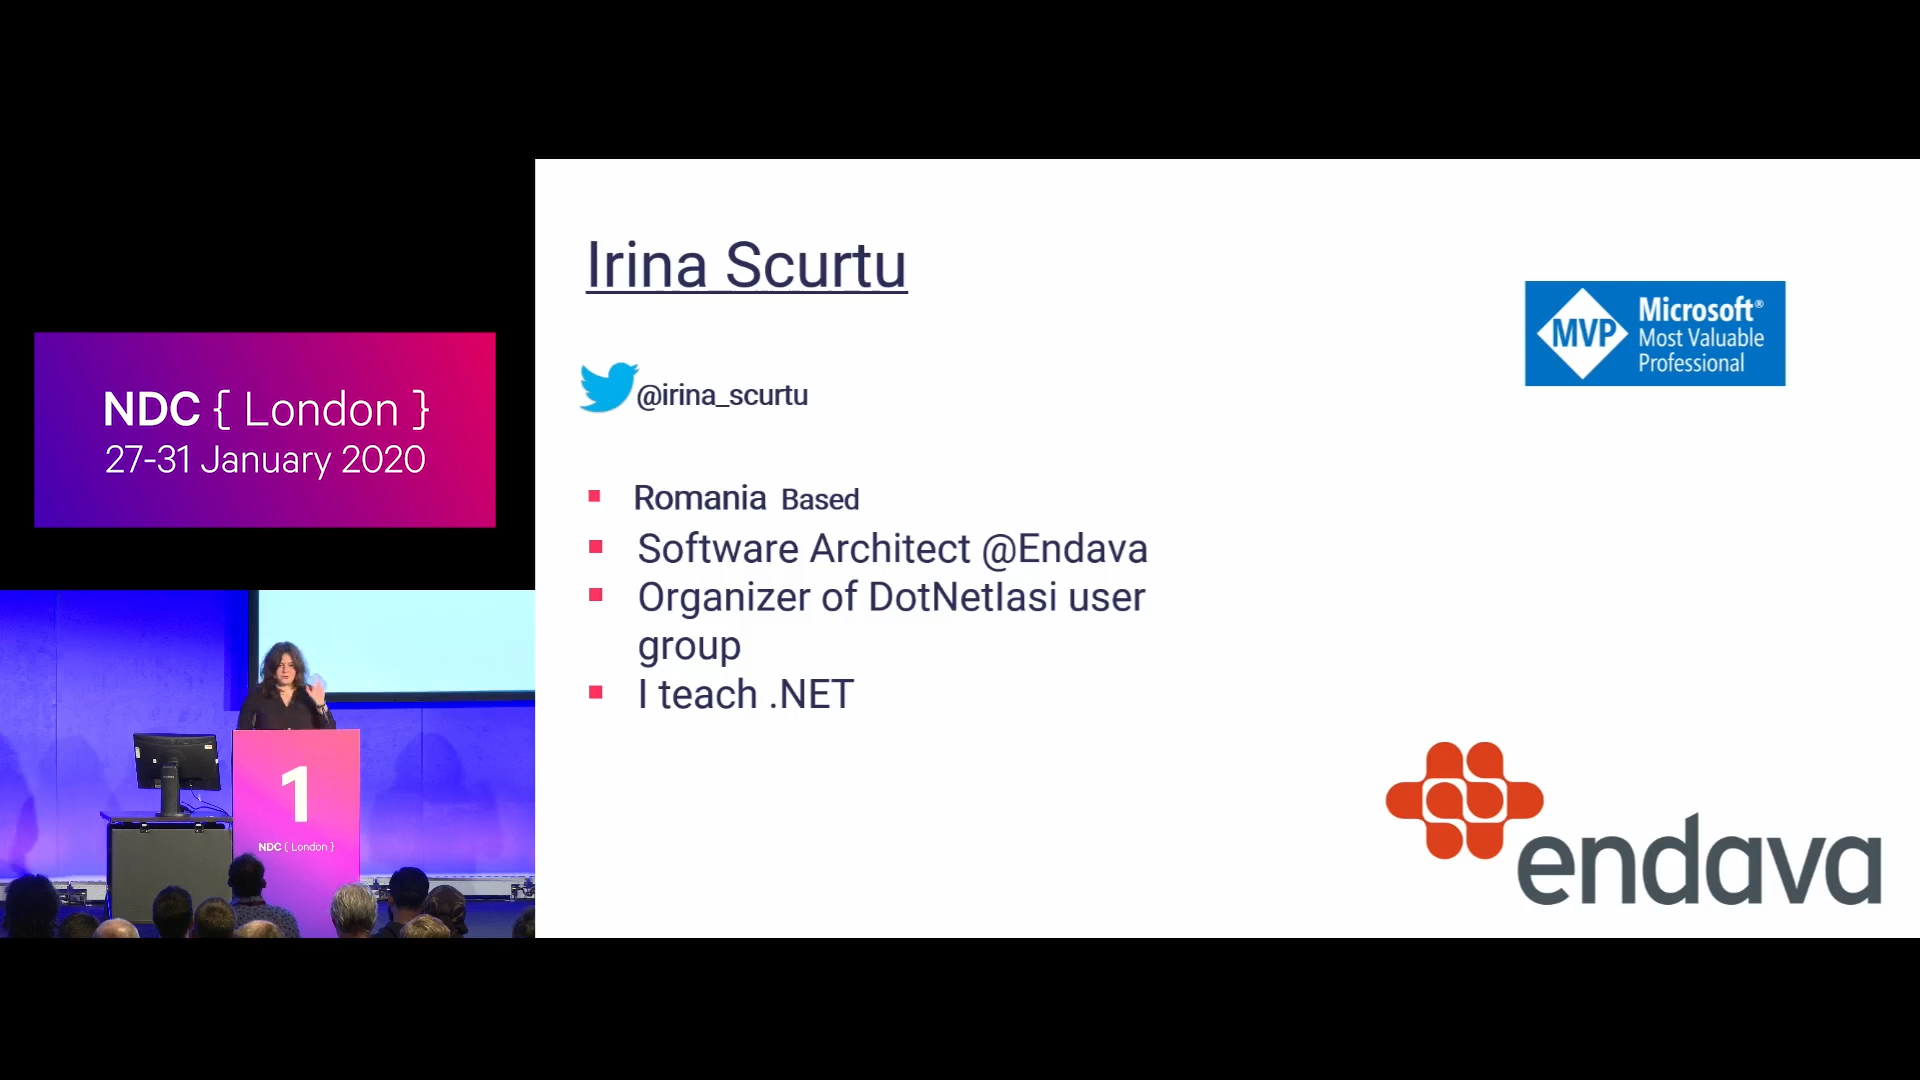 NDC { London }
27-31 January 2020
1
NDC { London }
Irina Scurtu
@irina_scurtu
Romania Based
Software Architect @Endava
Organizer of DotNetIasi user
group
I teach .NET
MVP
Microsoft®
Most Valuable
Professional
endava